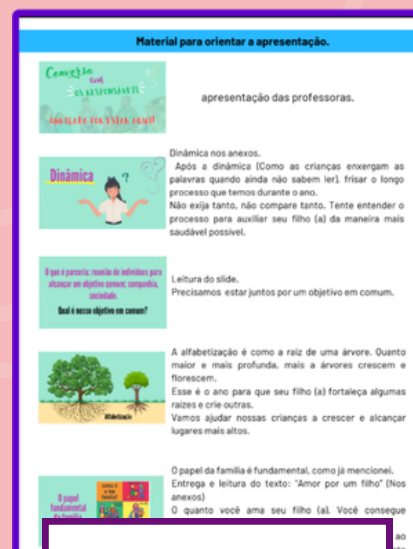 Material para orientar a apresentação.
Conversa
com
OS RESPONSÁVEIS
OBRIGADA POR ESTAR AQUI!
apresentação das professoras.
Dinâmica
?
Dinâmica nos anexos.
Após a dinâmica (Como as crianças enxergam as
palavras quando ainda não sabem ler), frisar o longo
processo que temos durante o ano.
Não exija tanto, não compare tanto. Tente entender o
processo para auxiliar seu filho (a) da maneira mais
saudável possível.
O que é parceria: reunião de indivíduos para
alcançar um objetivo comum; companhia,
sociedade.
Qual é nosso objetivo em comum?
Leitura do slide.
Precisamos estar juntos por um objetivo em comum.
Alfabetização
A alfabetização é como a raiz de uma árvore. Quanto
maior e mais profunda, mais a árvores crescem e
florescem.
Esse é o ano para que seu filho (a) fortaleça algumas
raízes e crie outras.
Vamos ajudar nossas crianças a crescer e alcançar
lugares mais altos.
O papel
fundamental
da família
O papel da família é fundamental, como já mencionei.
Entrega e leitura do texto: "Amor por um filho" (Nos
anexos)
O quanto você ama seu filho (a). Você consegue
ao